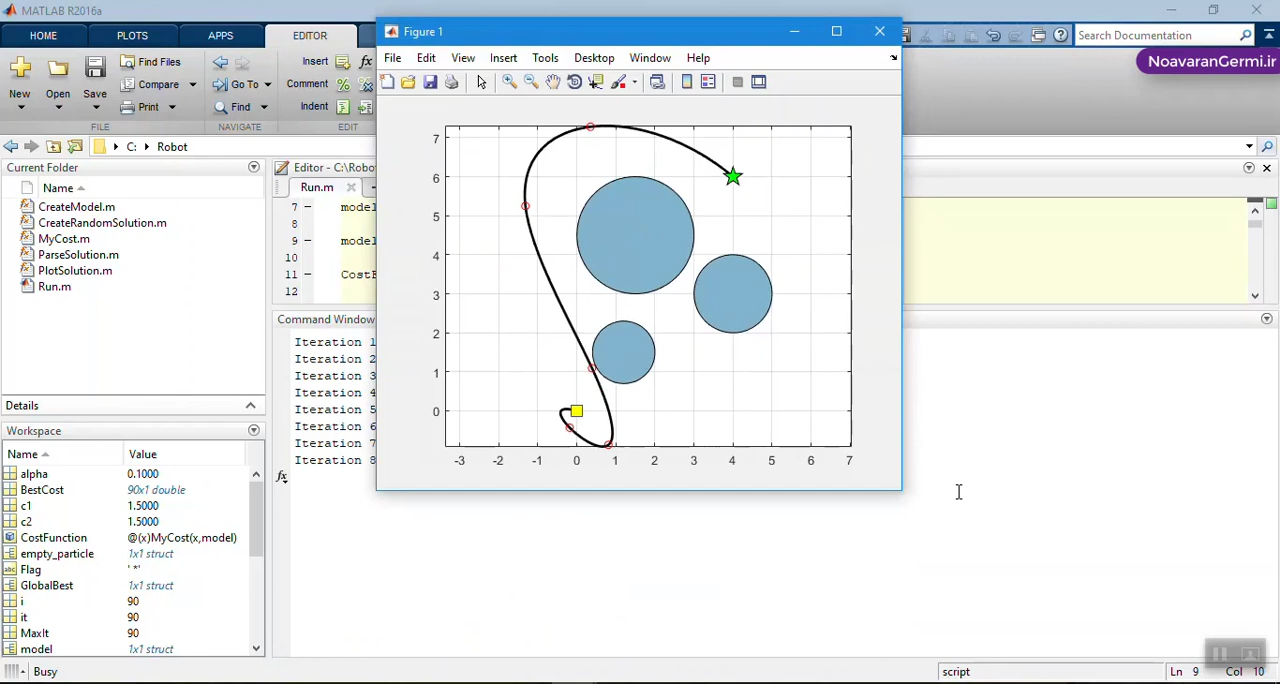 MATLAB R2016a
HOME
PLOTS
APPS
EDITOR
Search Documentation
NoavaranGermi.ir
New
Open
Save
Find Files
Compare
Print
FILE
Go To
Find
NAVIGATE
Insert
fx
Comment
%
Indent
EDIT
C:
Robot
Current Folder
Name
CreateModel.m
CreateRandomSolution.m
MyCost.m
ParseSolution.m
PlotSolution.m
Run.m
Details
Workspace
Name
Value
alpha 0.1000
BestCost 90x1 double
c1 1.5000
c2 1.5000
CostFunction @(x)MyCost(x,model)
empty_particle 1x1 struct
Flag ' *'
GlobalBest 1x1 struct
i 90
it 90
MaxIt 90
model 1x1 struct
Editor - C:\Robo
Run.m
7 – model
8
9 – model
10
11 – Cost
12
Command Window
Iteration 1
Iteration 2
Iteration 3
Iteration 4
Iteration 5
Iteration 6
Iteration 7
Iteration 8
fx
Figure 1
File Edit View Insert Tools Desktop Window Help
7
6
5
4
3
2
1
0
-3 -2 -1 0 1 2 3 4 5 6 7
Busy
script
Ln 9 Col 10